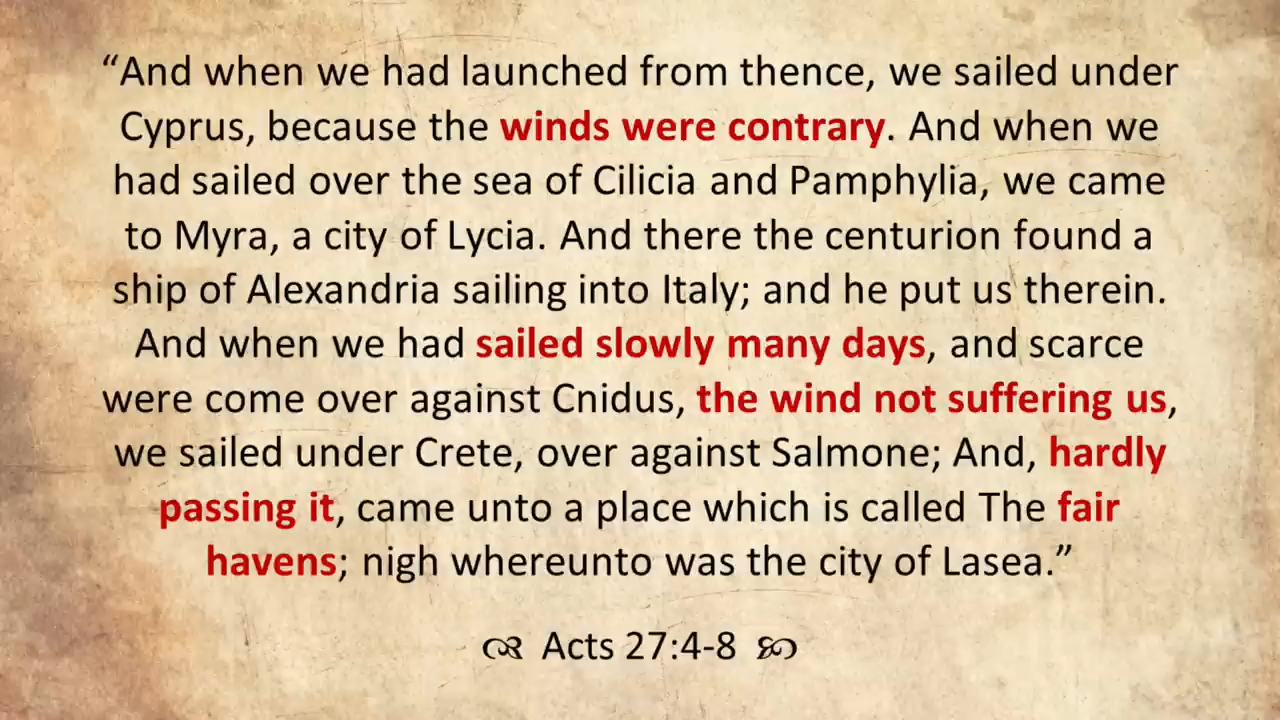 “And when we had launched from thence, we sailed under
Cyprus, because the winds were contrary. And when we
had sailed over the sea of Cilicia and Pamphylia, we came
to Myra, a city of Lycia. And there the centurion found a
ship of Alexandria sailing into Italy; and he put us therein.
And when we had sailed slowly many days, and scarce
were come over against Cnidus, the wind not suffering us,
we sailed under Crete, over against Salmone; And, hardly
passing it, came unto a place which is called The fair
havens; nigh whereunto was the city of Lasea.”
Acts 27:4-8